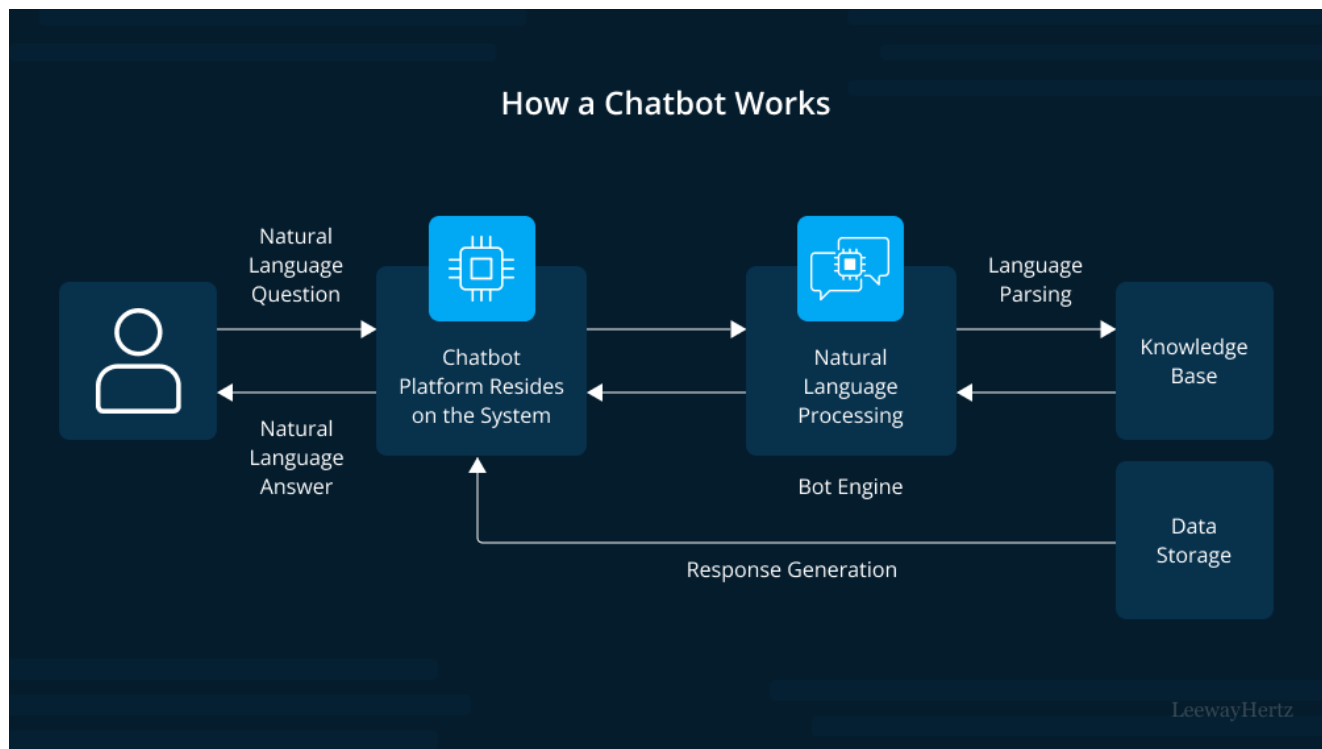 How a Chatbot Works
Natural
Language
Question
Natural
Language
Answer
Chatbot
Platform Resides
on the System
Natural
Language
Processing
Bot Engine
Language
Parsing
Knowledge
Base
Data
Storage
Response Generation
LeewayHertz